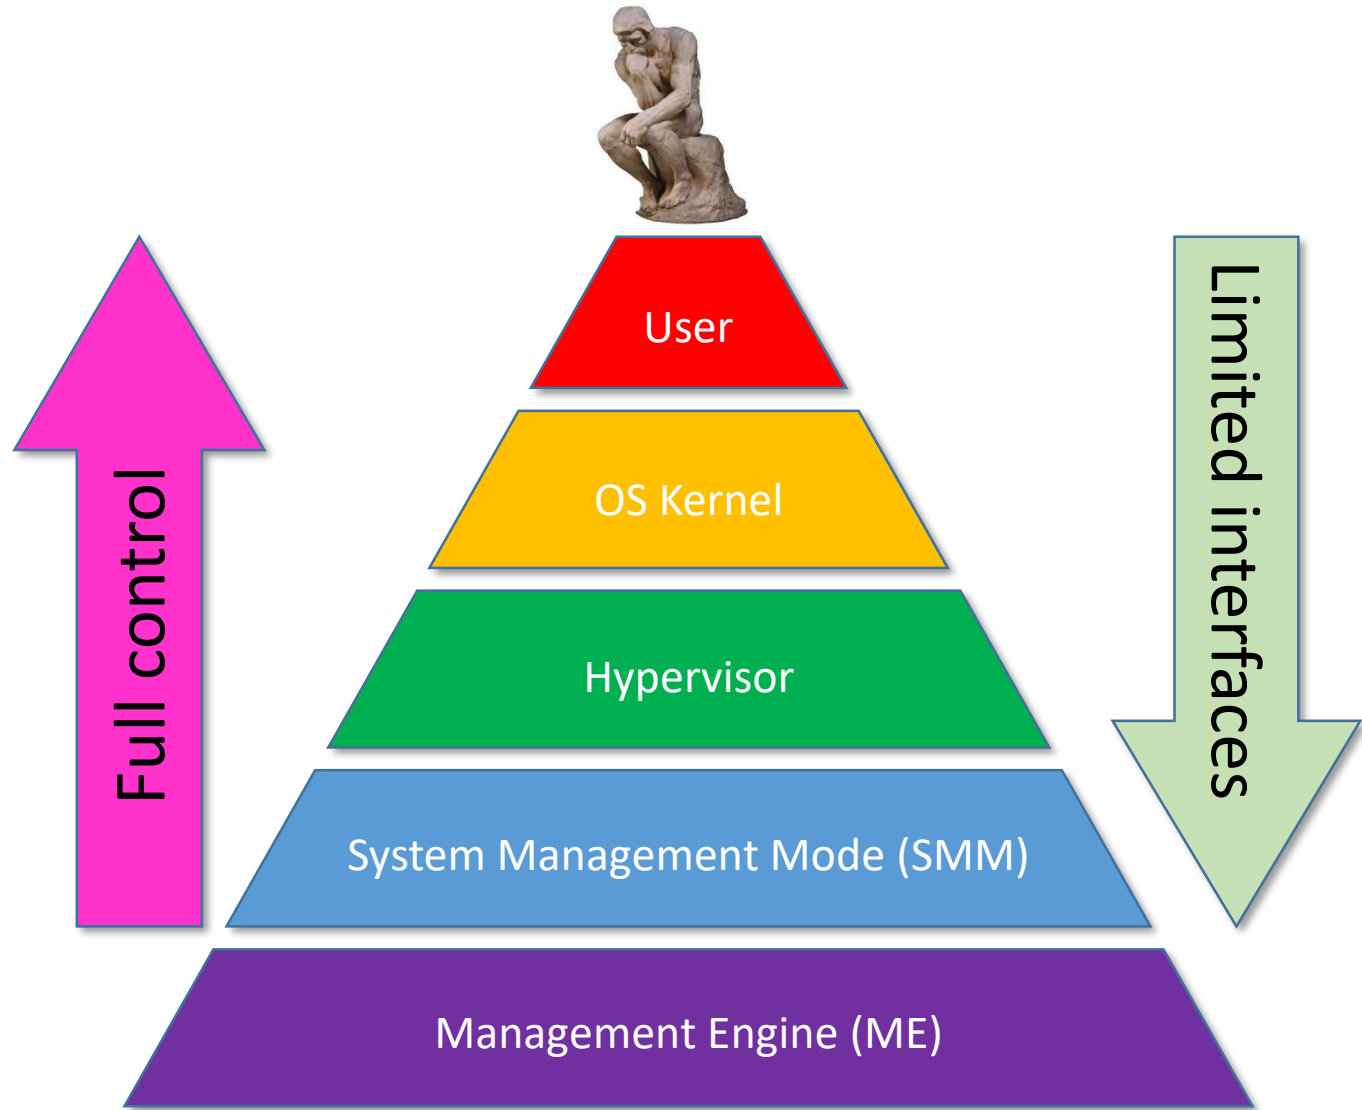 User
OS Kernel
Hypervisor
System Management Mode (SMM)
Management Engine (ME)
Full control
Limited interfaces